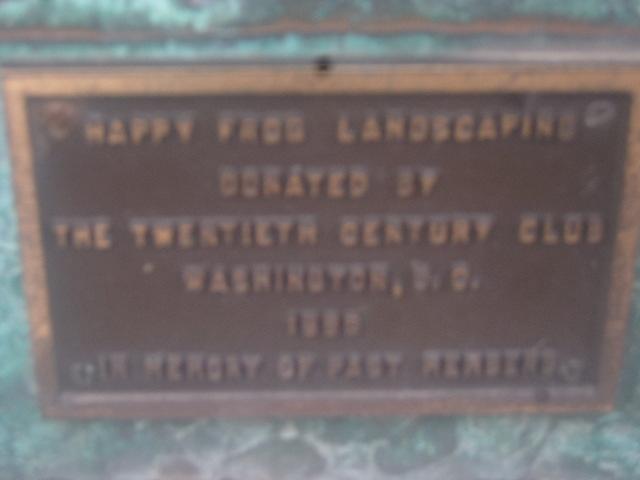 HAPPY FROG LANDSCAPING
DONATED BY
THE TWENTIETH CENTURY CLUB
WASHINGTON, D.C.
IN MEMORY OF PAST MEMBERS